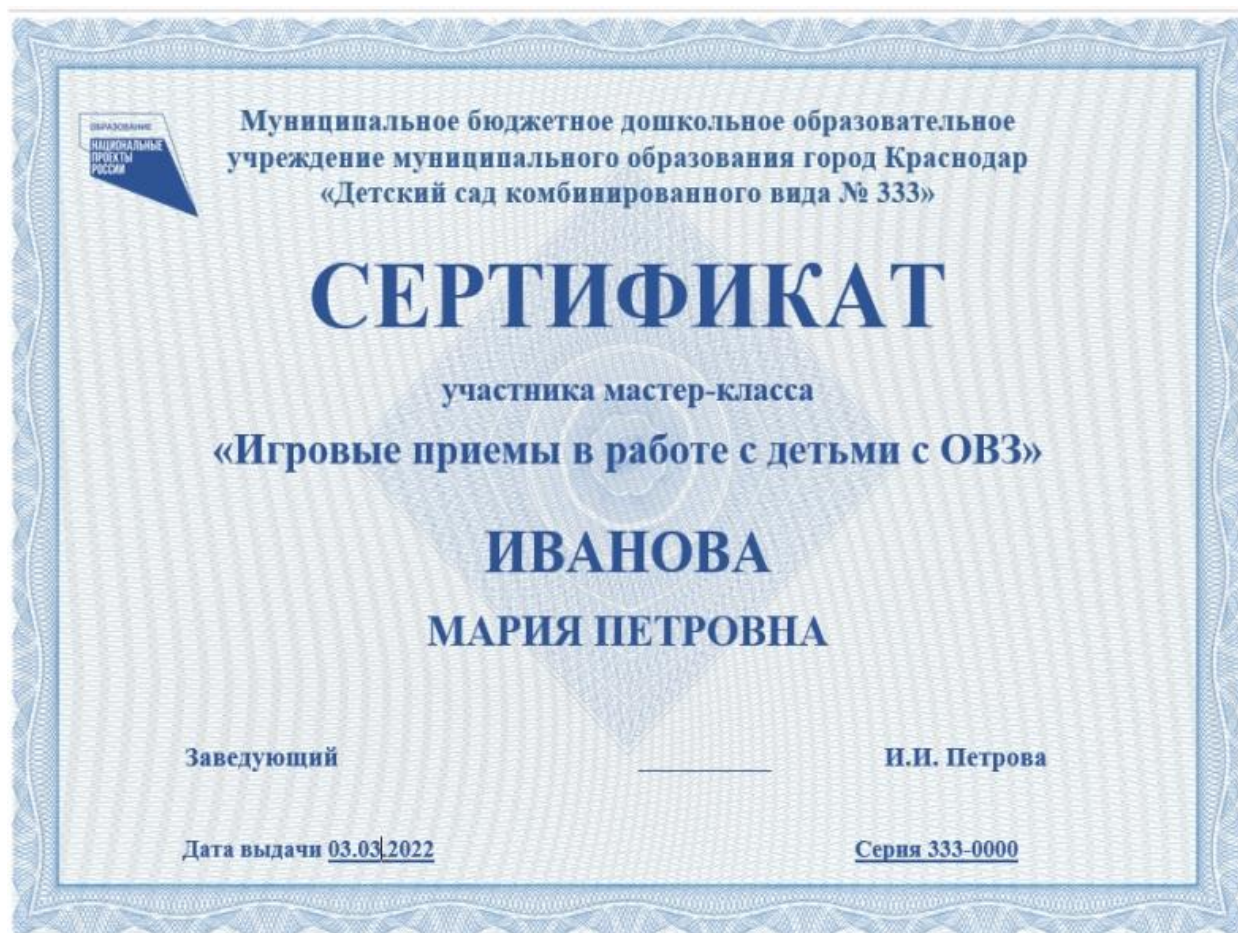 ОБРАЗОВАНИЕ
НАЦИОНАЛЬНЫЕ
ПРОЕКТЫ
РОССИИ
Муниципальное бюджетное дошкольное образовательное
учреждение муниципального образования город Краснодар
«Детский сад комбинированного вида № 333»
СЕРТИФИКАТ
участника мастер-класса
«Игровые приемы в работе с детьми с ОВЗ»
ИВАНОВА
МАРИЯ ПЕТРОВНА
Заведующий __________ И.И. Петрова
Дата выдачи 03.03.2022 Серия 333-0000